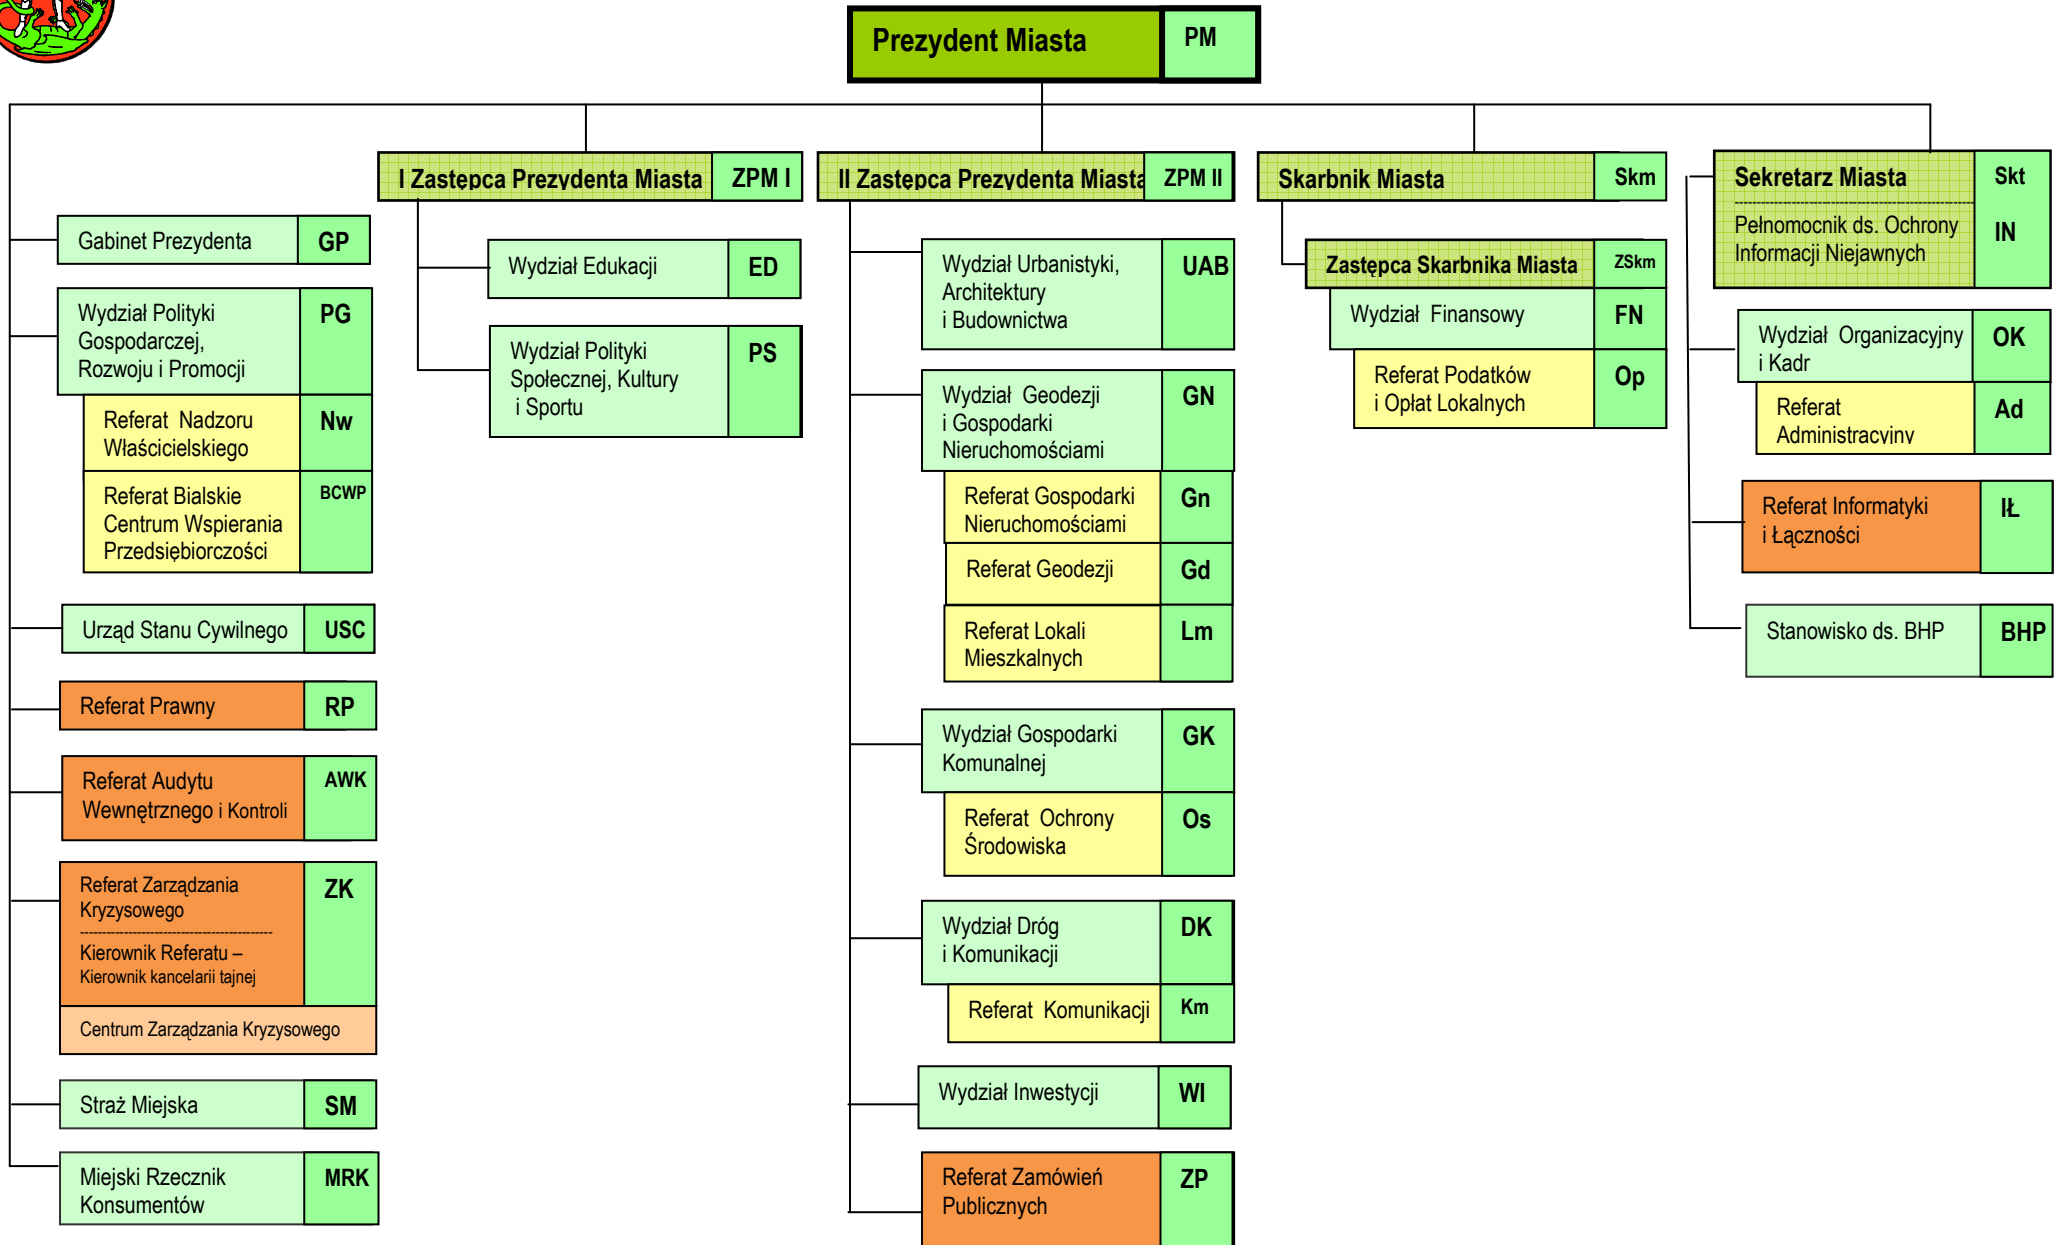 Prezydent Miasta PM
I Zastępca Prezydenta Miasta ZPM I
II Zastępca Prezydenta Miasta ZPM II
Skarbnik Miasta Skm
Sekretarz Miasta Skt
Pełnomocnik ds. Ochrony IN
Informacji Niejawnych
Gabinet Prezydenta GP
Wydział Polityki PG
Gospodarczej,
Rozwoju i Promocji
Referat Nadzoru Nw
Właścicielskiego
Referat Bialskie BCWP
Centrum Wspierania
Przedsiębiorczości
Urząd Stanu Cywilnego USC
Referat Prawny RP
Referat Audytu AWK
Wewnętrznego i Kontroli
Referat Zarządzania ZK
Kryzysowego
Kierownik Referatu –
Kierownik kancelarii tajnej
Centrum Zarządzania Kryzysowego
Straż Miejska SM
Miejski Rzecznik MRK
Konsumentów
Wydział Edukacji ED
Wydział Polityki PS
Społecznej, Kultury
i Sportu
Wydział Urbanistyki, UAB
Architektury
i Budownictwa
Wydział Geodezji GN
i Gospodarki
Nieruchomościami
Referat Gospodarki Gn
Nieruchomościami
Referat Geodezji Gd
Referat Lokali Lm
Mieszkalnych
Wydział Gospodarki GK
Komunalnej
Referat Ochrony Os
Środowiska
Wydział Dróg DK
i Komunikacji
Referat Komunikacji Km
Wydział Inwestycji WI
Referat Zamówień ZP
Publicznych
Zastępca Skarbnika Miasta ZSkm
Wydział Finansowy FN
Referat Podatków Op
i Opłat Lokalnych
Wydział Organizacyjny OK
i Kadr
Referat Ad
Administracyjny
Referat Informatyki IŁ
i Łączności
Stanowisko ds. BHP BHP